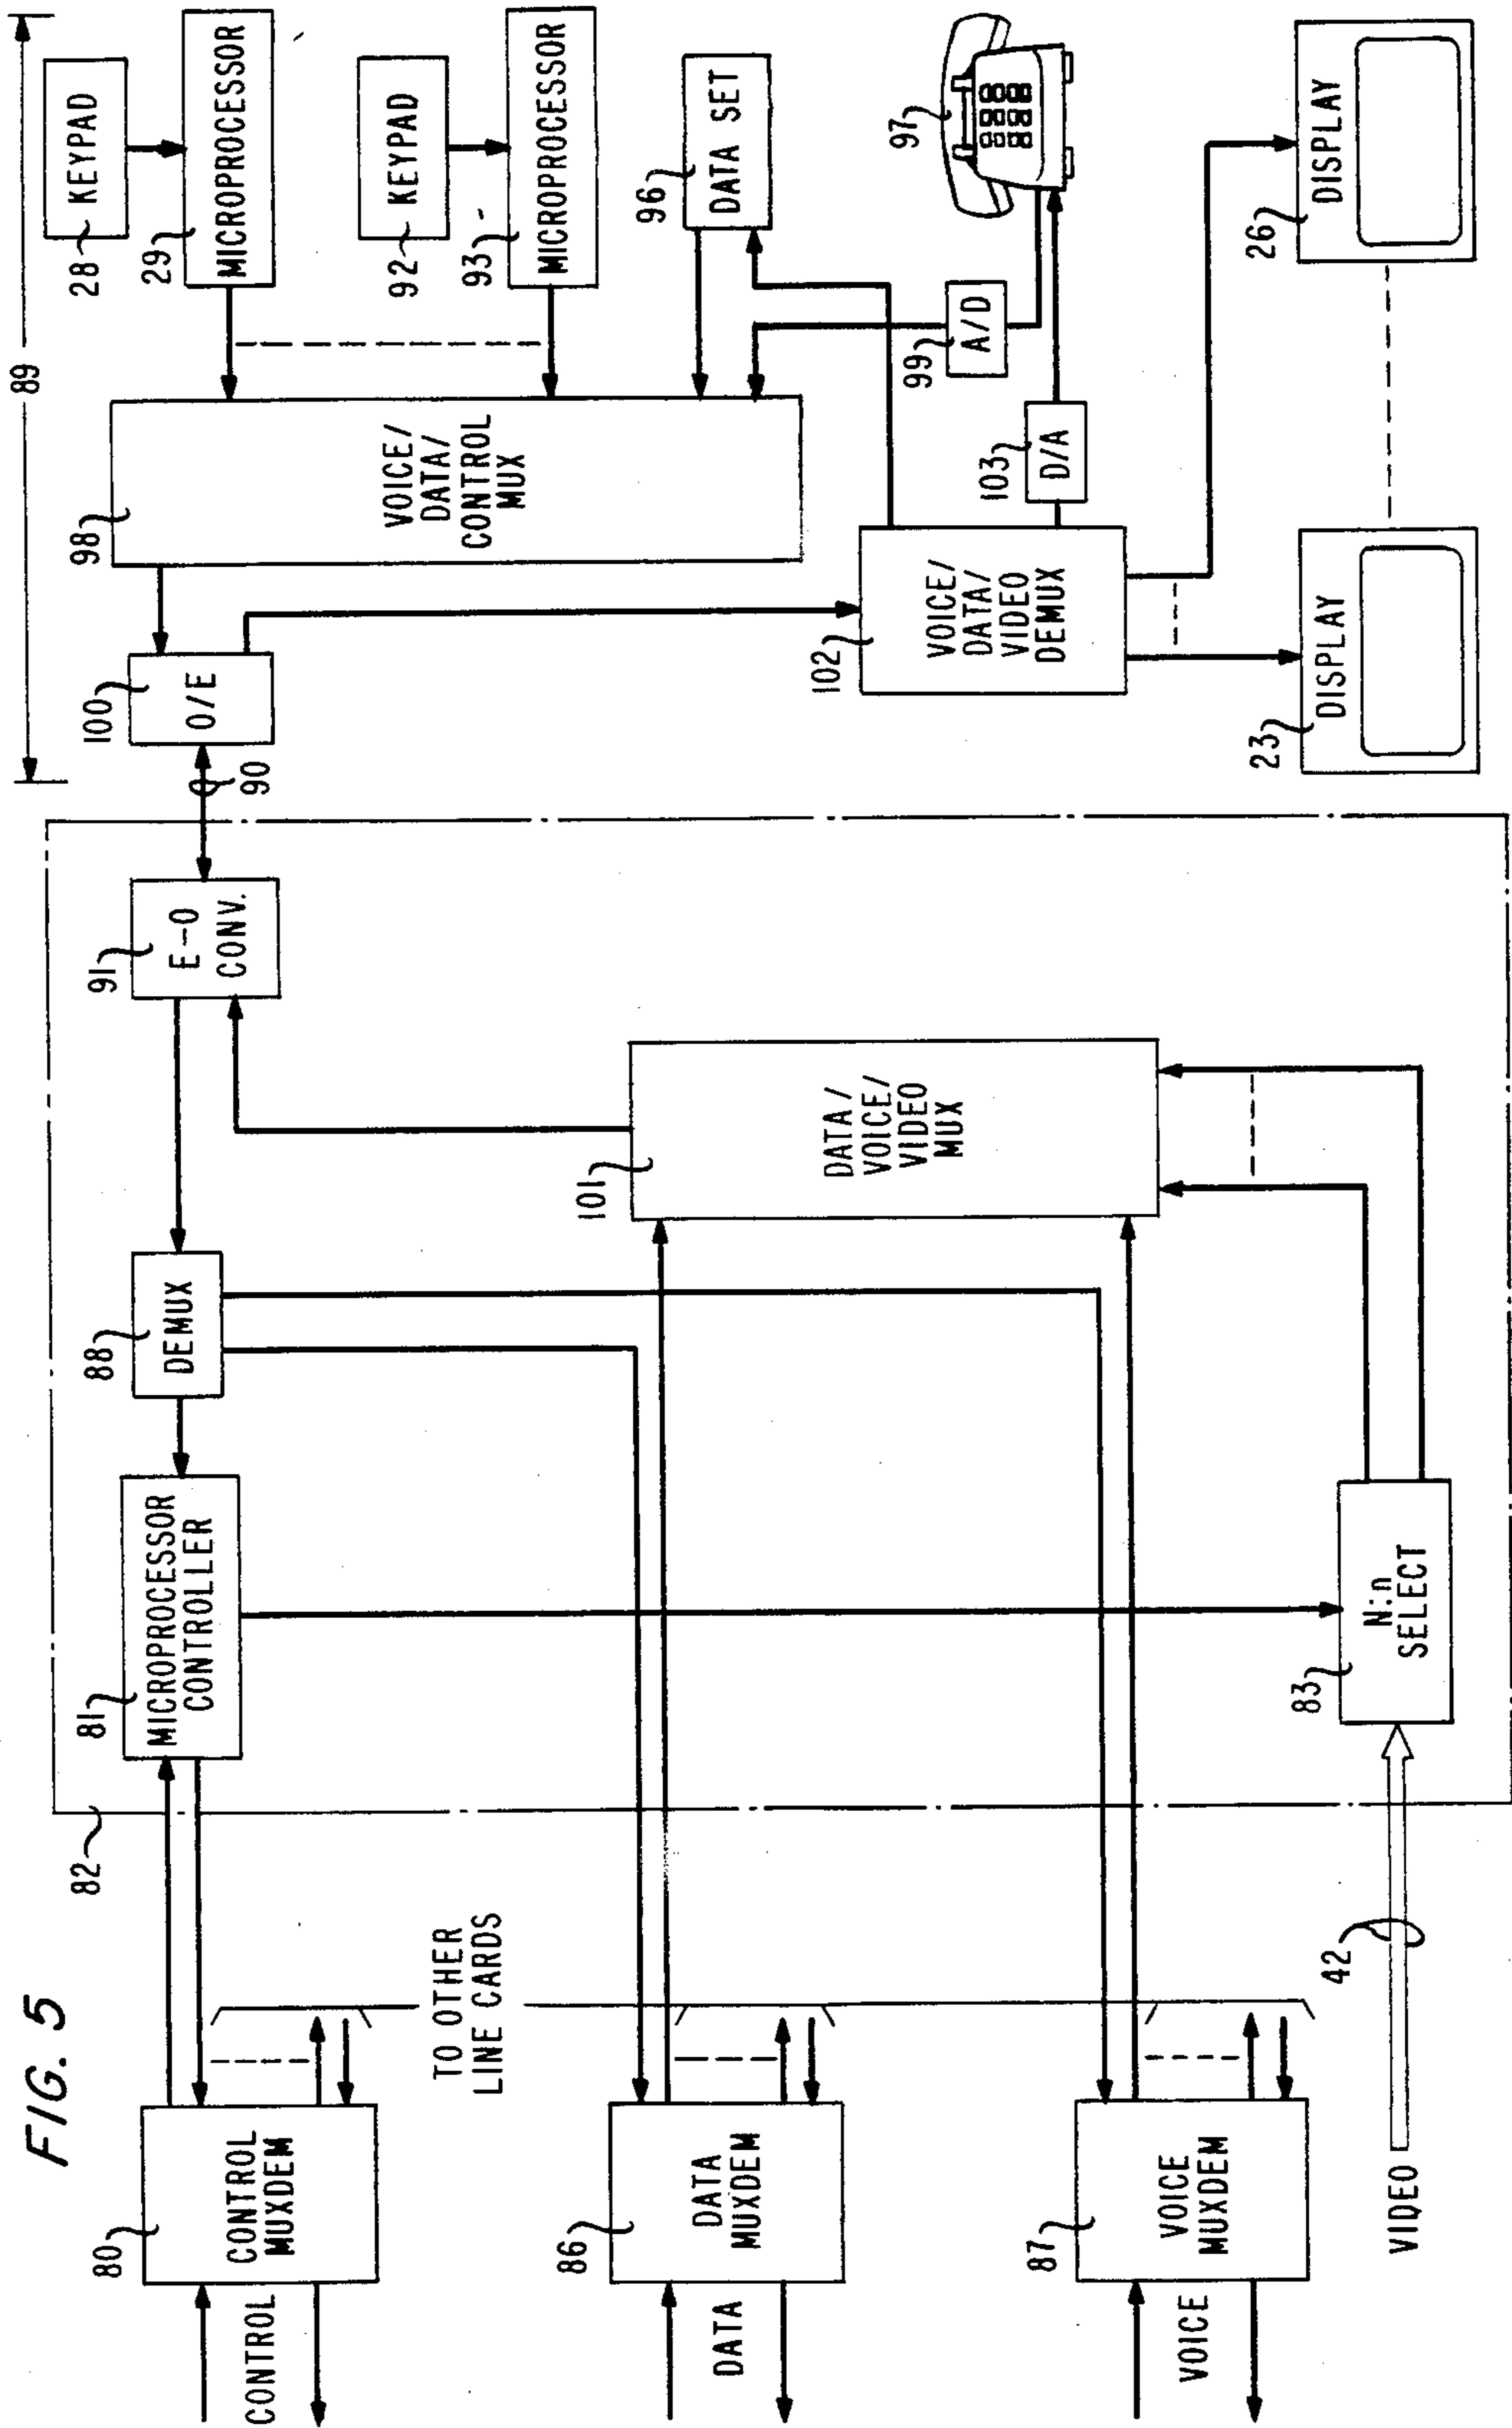 FIG. 5
89
28
KEYPAD
29
MICROPROCESSOR
92
KEYPAD
93
MICROPROCESSOR
96
DATA SET
97
99
A/D
103
D/A
98
VOICE/
DATA/
CONTROL
MUX
100
O/E
90
102
VOICE/
DATA/
VIDEO
DEMUX
26
DISPLAY
23
DISPLAY
91
E-O
CONV.
88
DEMUX
81
MICROPROCESSOR
CONTROLLER
101
DATA/
VOICE/
VIDEO
MUX
83
N:n
SELECT
82
TO OTHER
LINE CARDS
80
CONTROL
MUXDEM
CONTROL
86
DATA
MUXDEM
DATA
87
VOICE
MUXDEM
VOICE
42
VIDEO